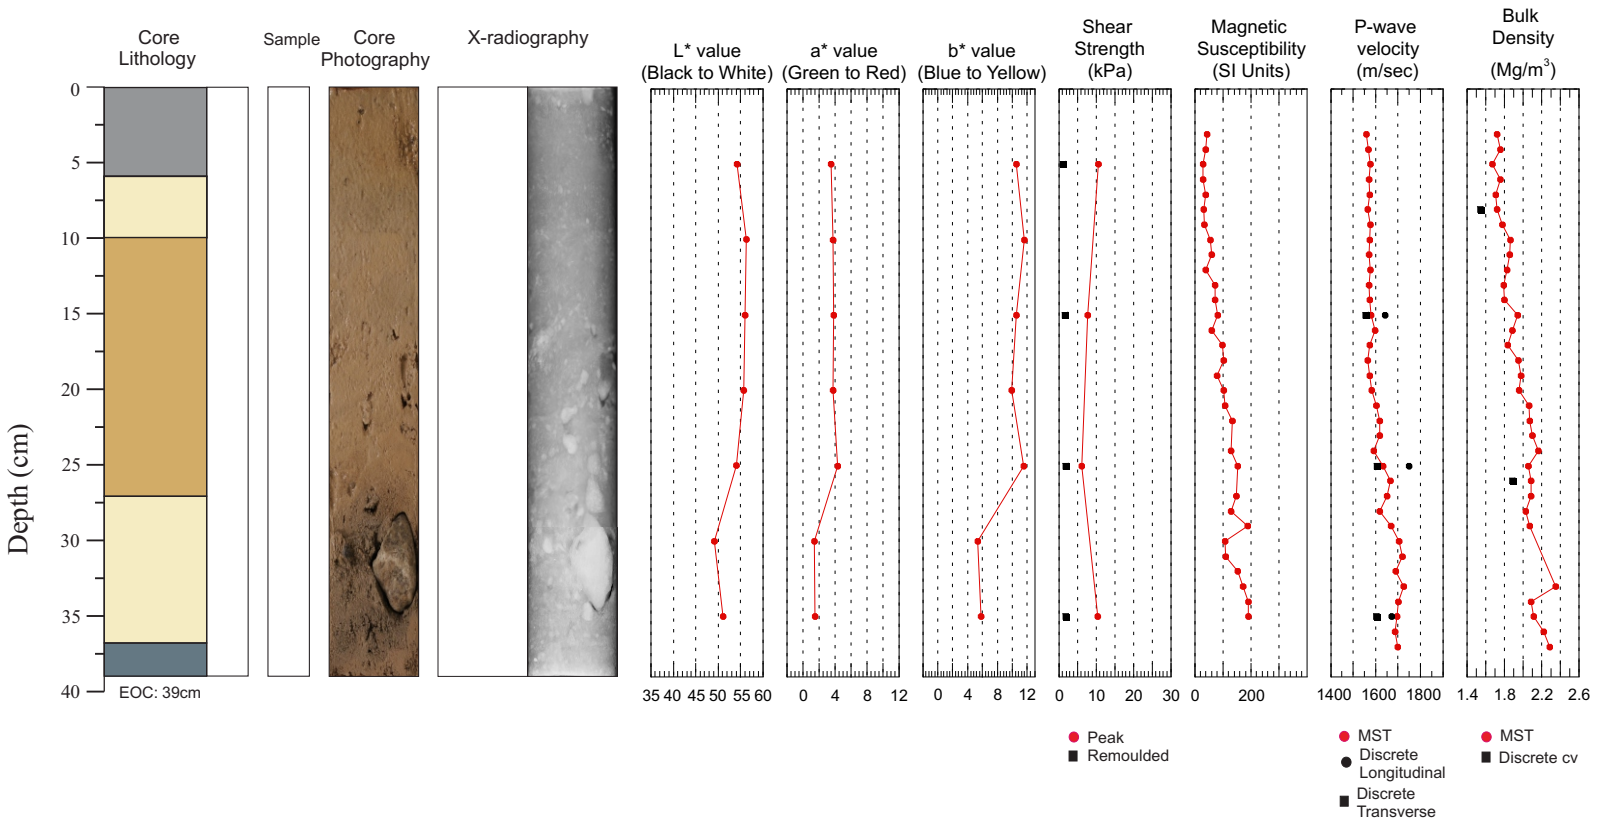 Core
Lithology
Sample
Core
Photography
X-radiography
L* value
(Black to White)
a* value
(Green to Red)
b* value
(Blue to Yellow)
Shear
Strength
(kPa)
Magnetic
Susceptibility
(SI Units)
P-wave
velocity
(m/sec)
Bulk
Density
(Mg/m³)
Depth (cm)
0
5
10
15
20
25
30
35
40
EOC: 39cm
35 40 45 50 55 60
0 4 8 12
0 4 8 12
0 10 20 30
0 200
1400 1600 1800
1.4 1.8 2.2 2.6
Peak
Remoulded
MST
Discrete
Longitudinal
Discrete
Transverse
MST
Discrete cv